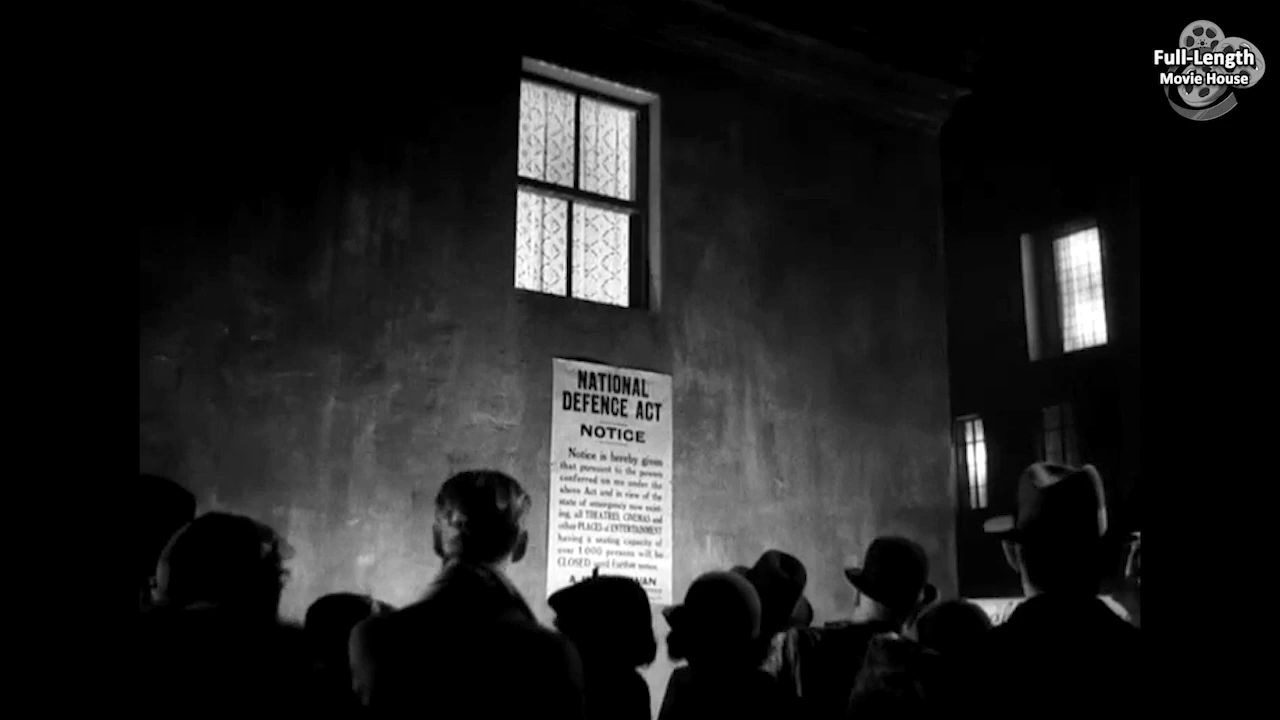 Full-Length
Movie House
NATIONAL
DEFENCE ACT
NOTICE
Notice is hereby given
that pursuant to the powers
conferred on me under the
above Act and in view of the
state of emergency now exist-
ing, all THEATRES, CINEMAS and
other PLACES of ENTERTAINMENT
having a seating capacity of
over 1,000 persons will be
CLOSED until further notice.